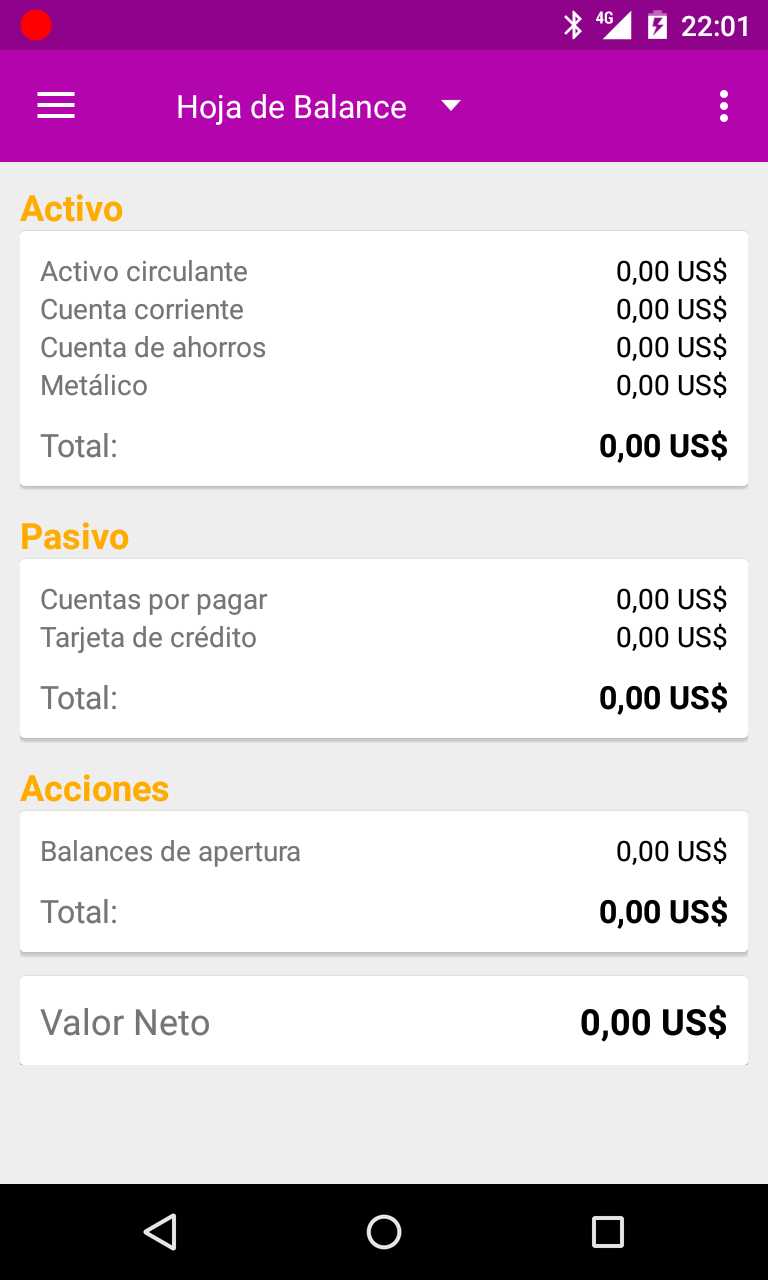 4G 22:01
Hoja de Balance
Activo
Activo circulante 0,00 US$
Cuenta corriente 0,00 US$
Cuenta de ahorros 0,00 US$
Metálico 0,00 US$
Total: 0,00 US$
Pasivo
Cuentas por pagar 0,00 US$
Tarjeta de crédito 0,00 US$
Total: 0,00 US$
Acciones
Balances de apertura 0,00 US$
Total: 0,00 US$
Valor Neto 0,00 US$